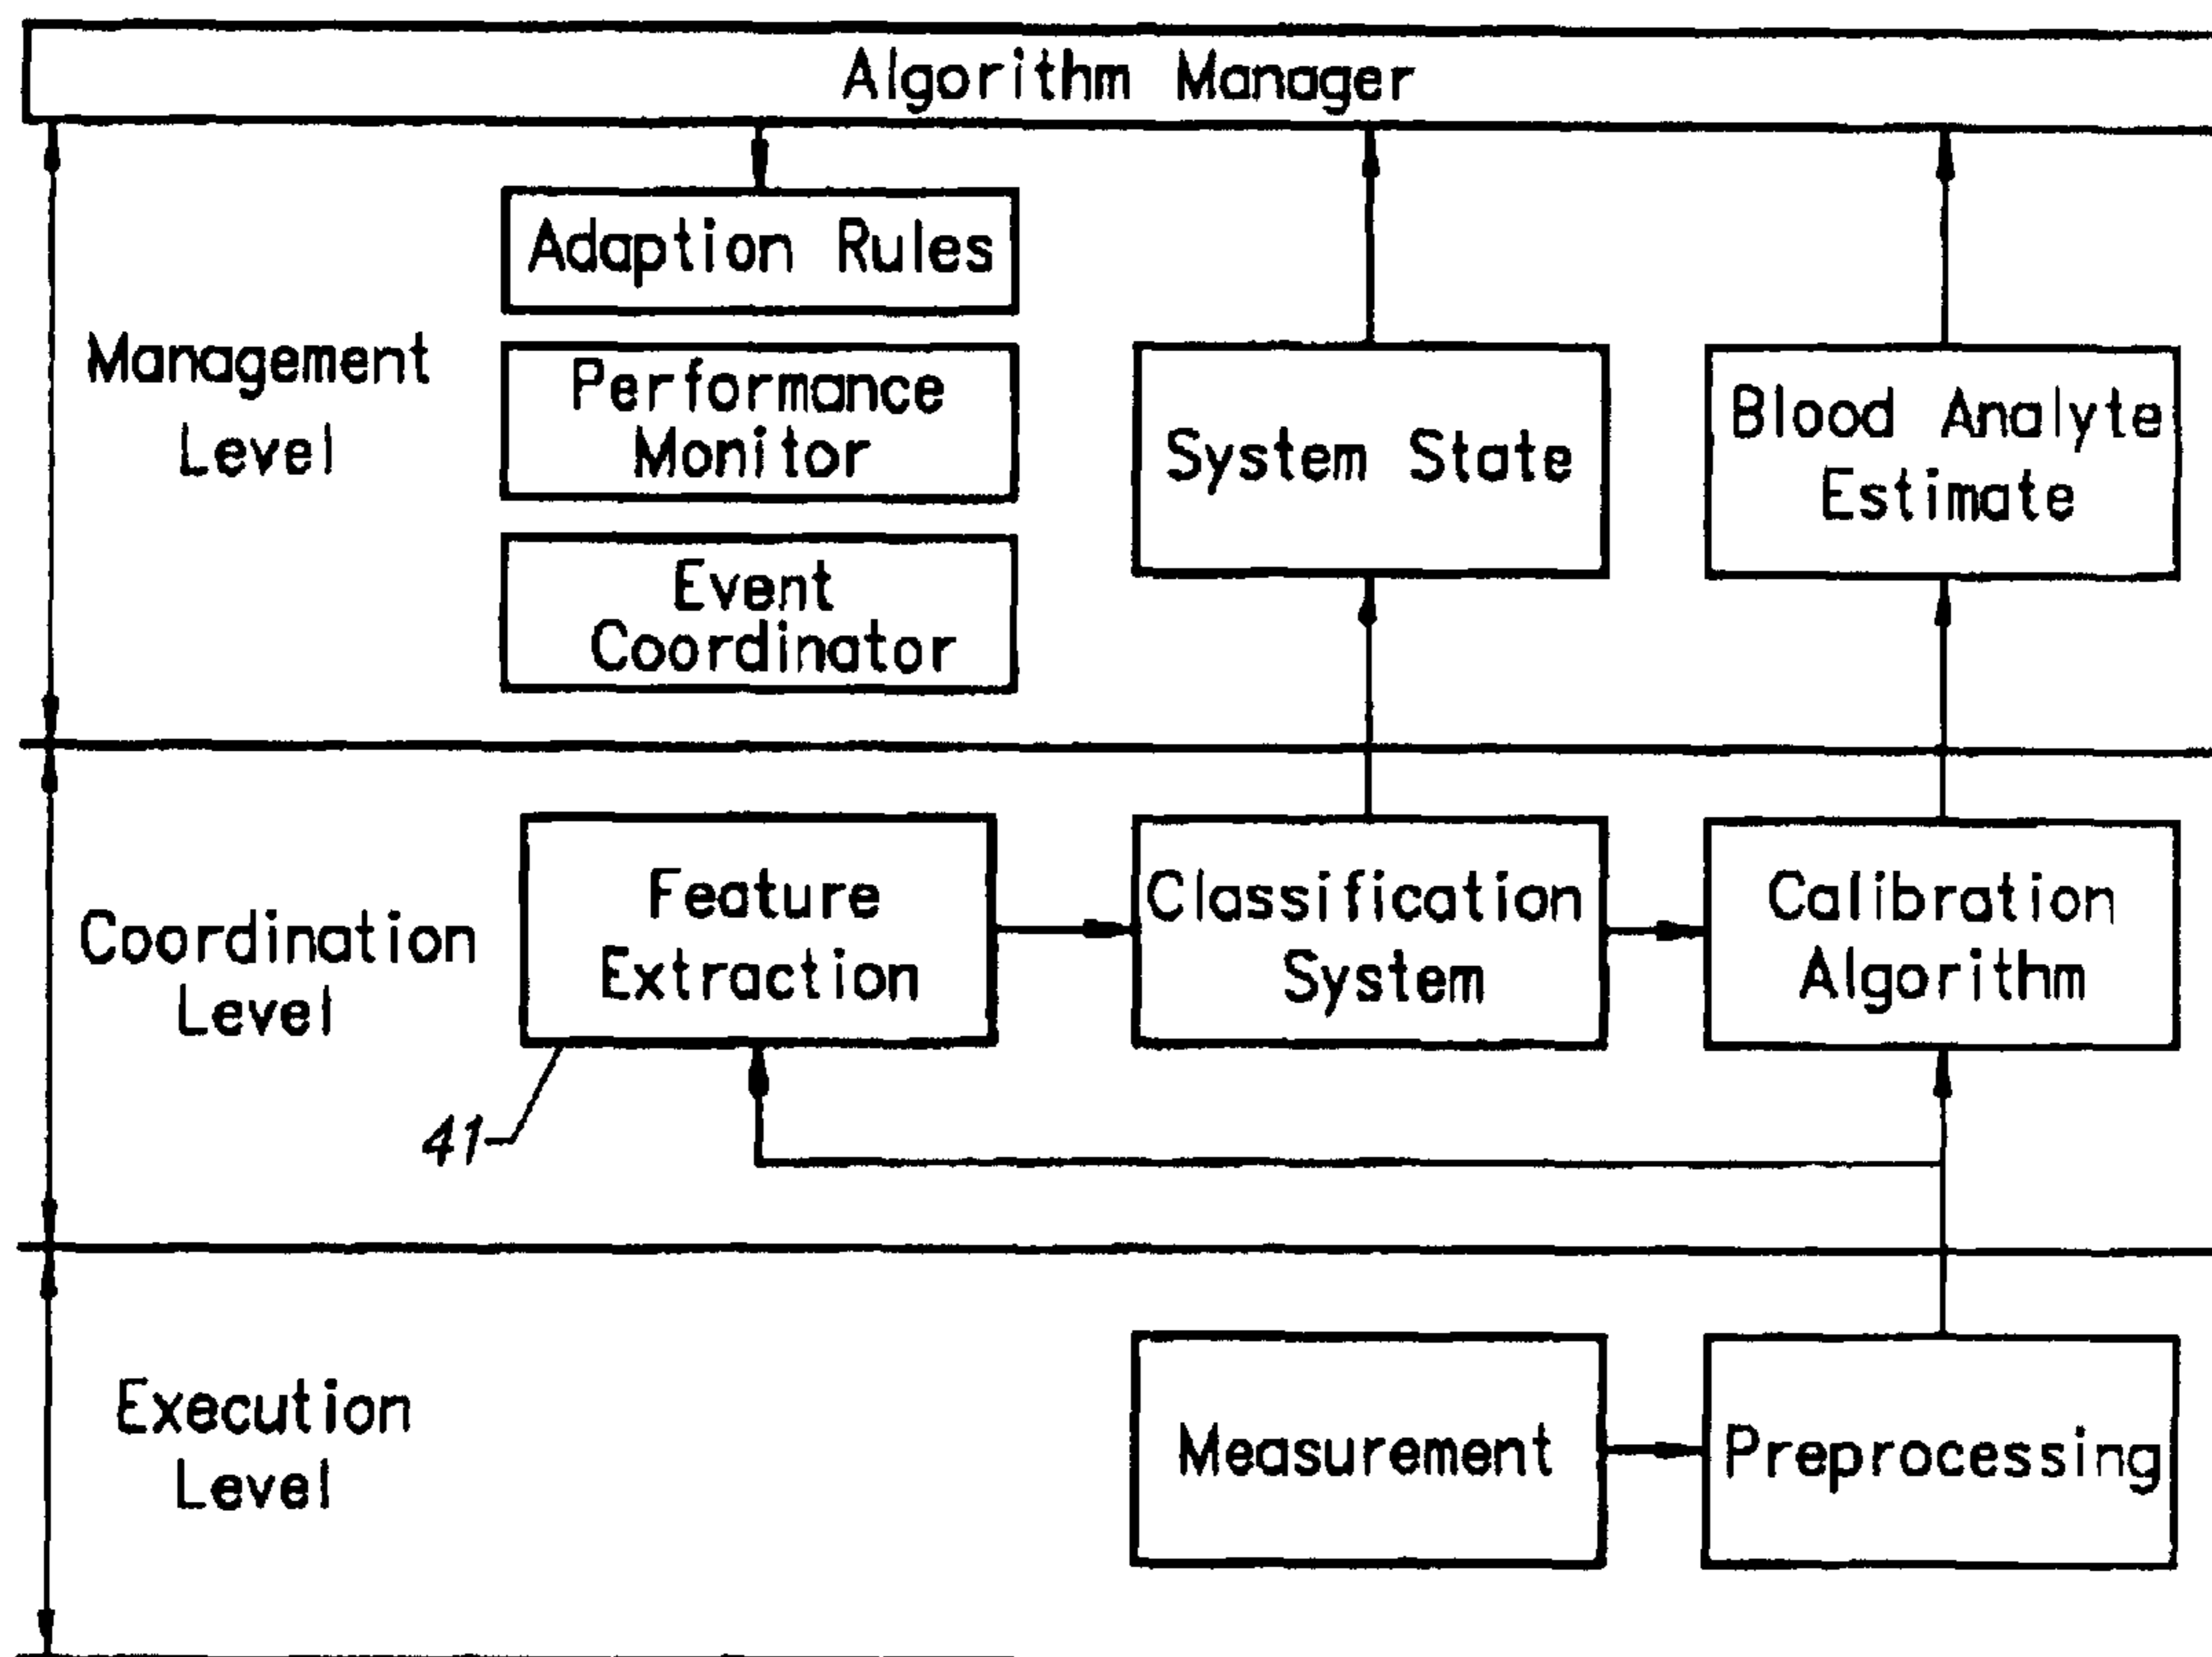 Algorithm Manager
Adaption Rules
Management
Level
Performance
Monitor
System State
Blood Analyte
Estimate
Event
Coordinator
Coordination
Level
Feature
Extraction
Classification
System
Calibration
Algorithm
41
Execution
Level
Measurement
Preprocessing